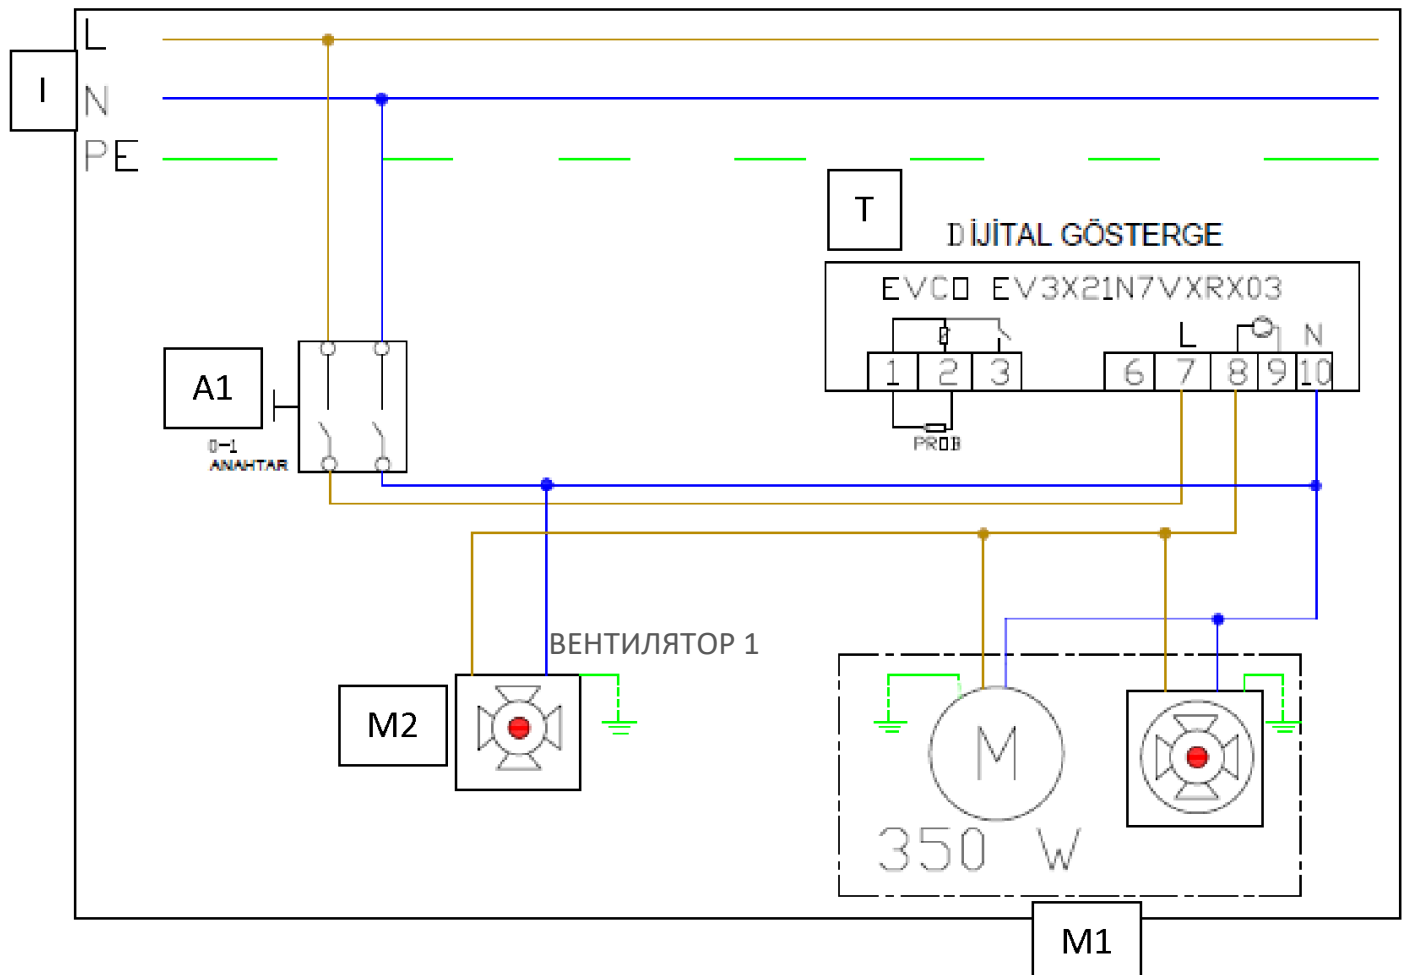 L
I
N
PE
T
DİJİTAL GÖSTERGE
EVCO EV3X21N7VXRX03
L
N
1 2 3
6 7 8 9 10
A1
PROB
0-1
ANAHTAR
ВЕНТИЛЯТОР 1
M2
M
350 W
M1